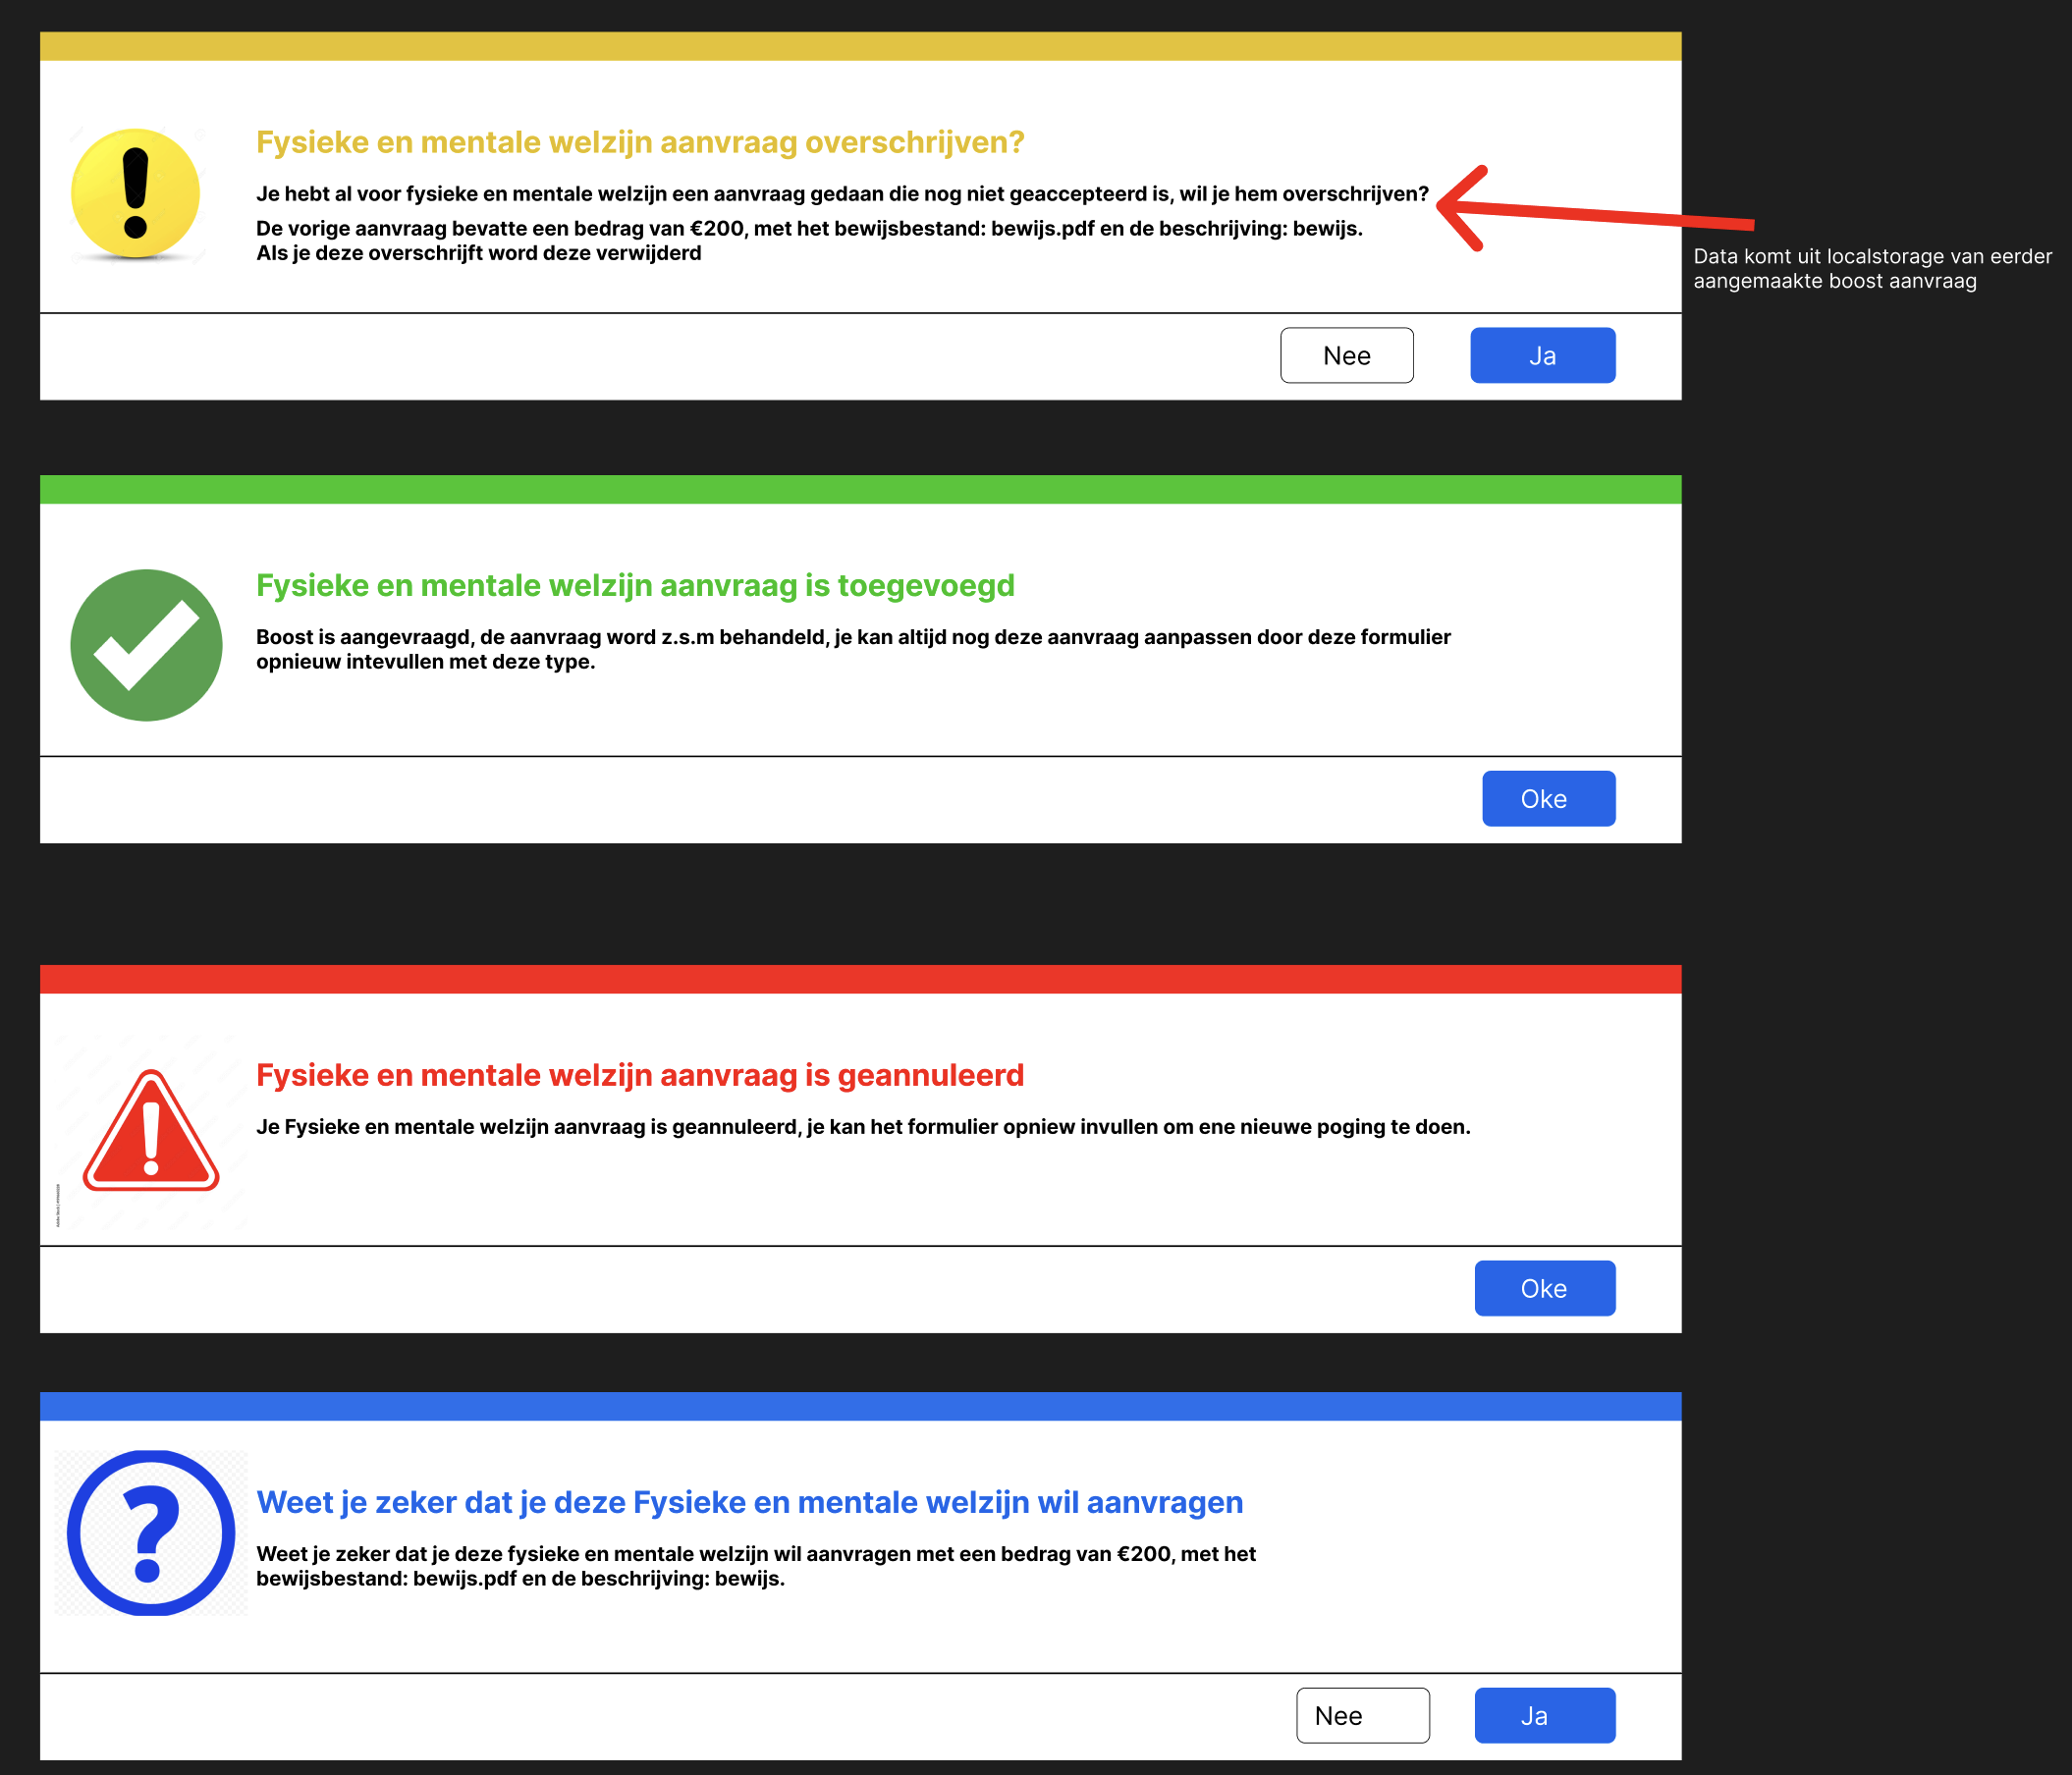 Fysieke en mentale welzijn aanvraag overschrijven?
Je hebt al voor fysieke en mentale welzijn een aanvraag gedaan die nog niet geaccepteerd is, wil je hem overschrijven?
De vorige aanvraag bevatte een bedrag van €200, met het bewijsbestand: bewijs.pdf en de beschrijving: bewijs.
Als je deze overschrijft word deze verwijderd
Data komt uit localstorage van eerder
aangemaakte boost aanvraag
Nee
Ja
Fysieke en mentale welzijn aanvraag is toegevoegd
Boost is aangevraagd, de aanvraag word z.s.m behandeld, je kan altijd nog deze aanvraag aanpassen door deze formulier
opnieuw intevullen met deze type.
Oke
Fysieke en mentale welzijn aanvraag is geannuleerd
Je Fysieke en mentale welzijn aanvraag is geannuleerd, je kan het formulier opniew invullen om ene nieuwe poging te doen.
Oke
Weet je zeker dat je deze Fysieke en mentale welzijn wil aanvragen
Weet je zeker dat je deze fysieke en mentale welzijn wil aanvragen met een bedrag van €200, met het
bewijsbestand: bewijs.pdf en de beschrijving: bewijs.
Nee
Ja